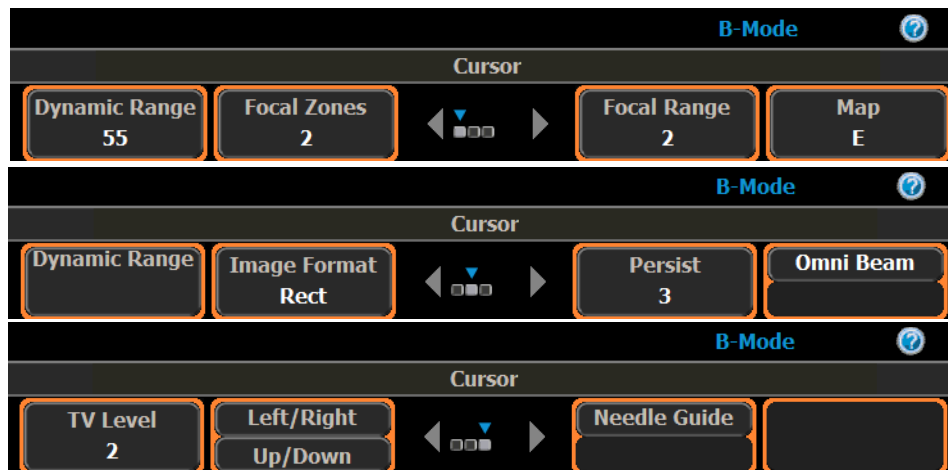 B-Mode ?
Cursor
Dynamic Range Focal Zones Focal Range Map
55 2 2 E
B-Mode ?
Cursor
Dynamic Range Image Format Persist Omni Beam
Rect 3
B-Mode ?
Cursor
TV Level Left/Right Needle Guide
2 Up/Down